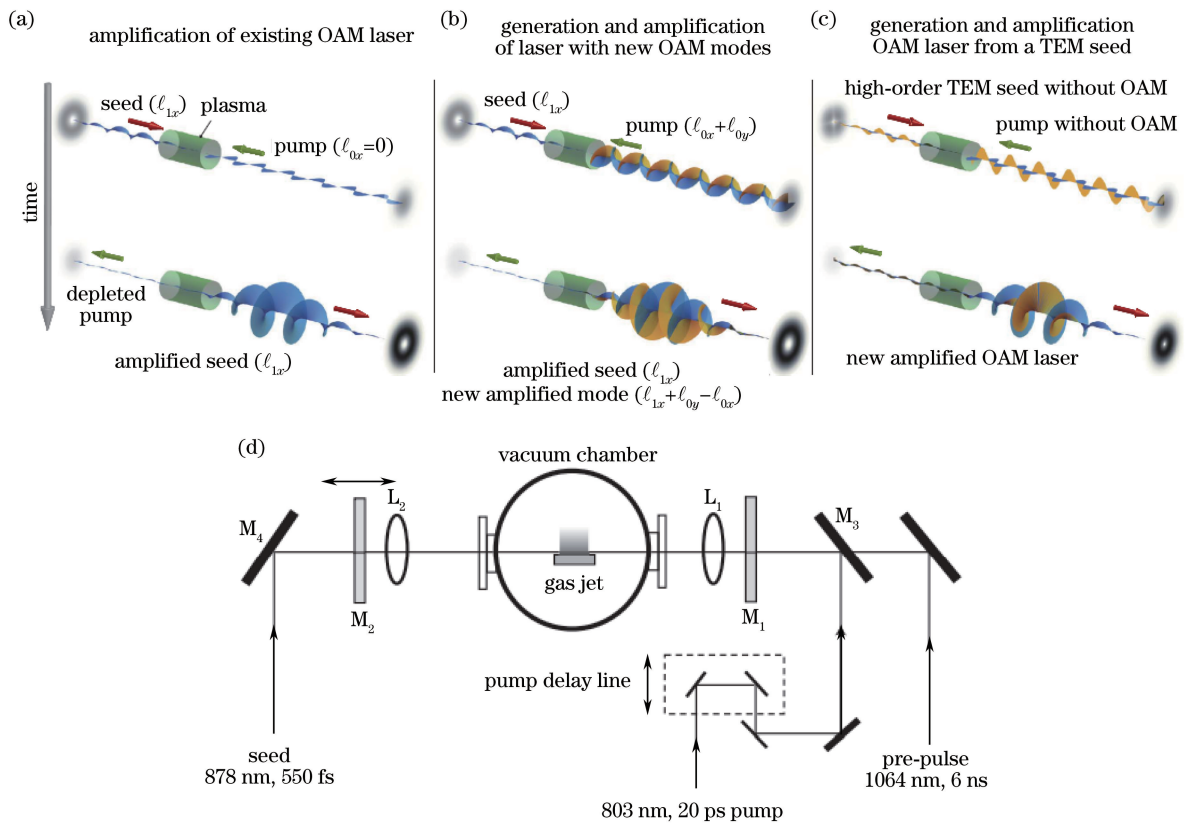 (a)
amplification of existing OAM laser
seed (ℓ1x)
plasma
pump (ℓ0x=0)
time
depleted
pump
amplified seed (ℓ1x)
(b)
generation and amplification
of laser with new OAM modes
seed (ℓ1x)
pump (ℓ0x+ℓ0y)
amplified seed (ℓ1x)
new amplified mode (ℓ1x+ℓ0y−ℓ0x)
(c)
generation and amplification
OAM laser from a TEM seed
high-order TEM seed without OAM
pump without OAM
new amplified OAM laser
(d)
vacuum chamber
M4
L2
L1
M3
gas jet
M2
M1
pump delay line
seed
878 nm, 550 fs
803 nm, 20 ps pump
pre-pulse
1064 nm, 6 ns